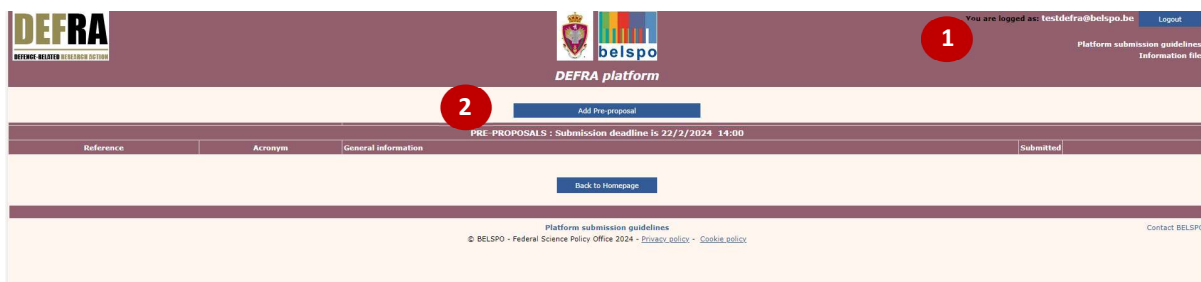 DEFRA
DEFENCE-RELATED RESEARCH ACTION
belspo
DEFRA platform
1
You are logged as: testdefra@belspo.be
Logout
Platform submission guidelines
Information file
2
Add Pre-proposal
PRE-PROPOSALS : Submission deadline is 22/2/2024 14:00
Reference Acronym General information Submitted
Back to Homepage
Platform submission guidelines
© BELSPO - Federal Science Policy Office 2024 - Privacy policy - Cookie policy
Contact BELSPO